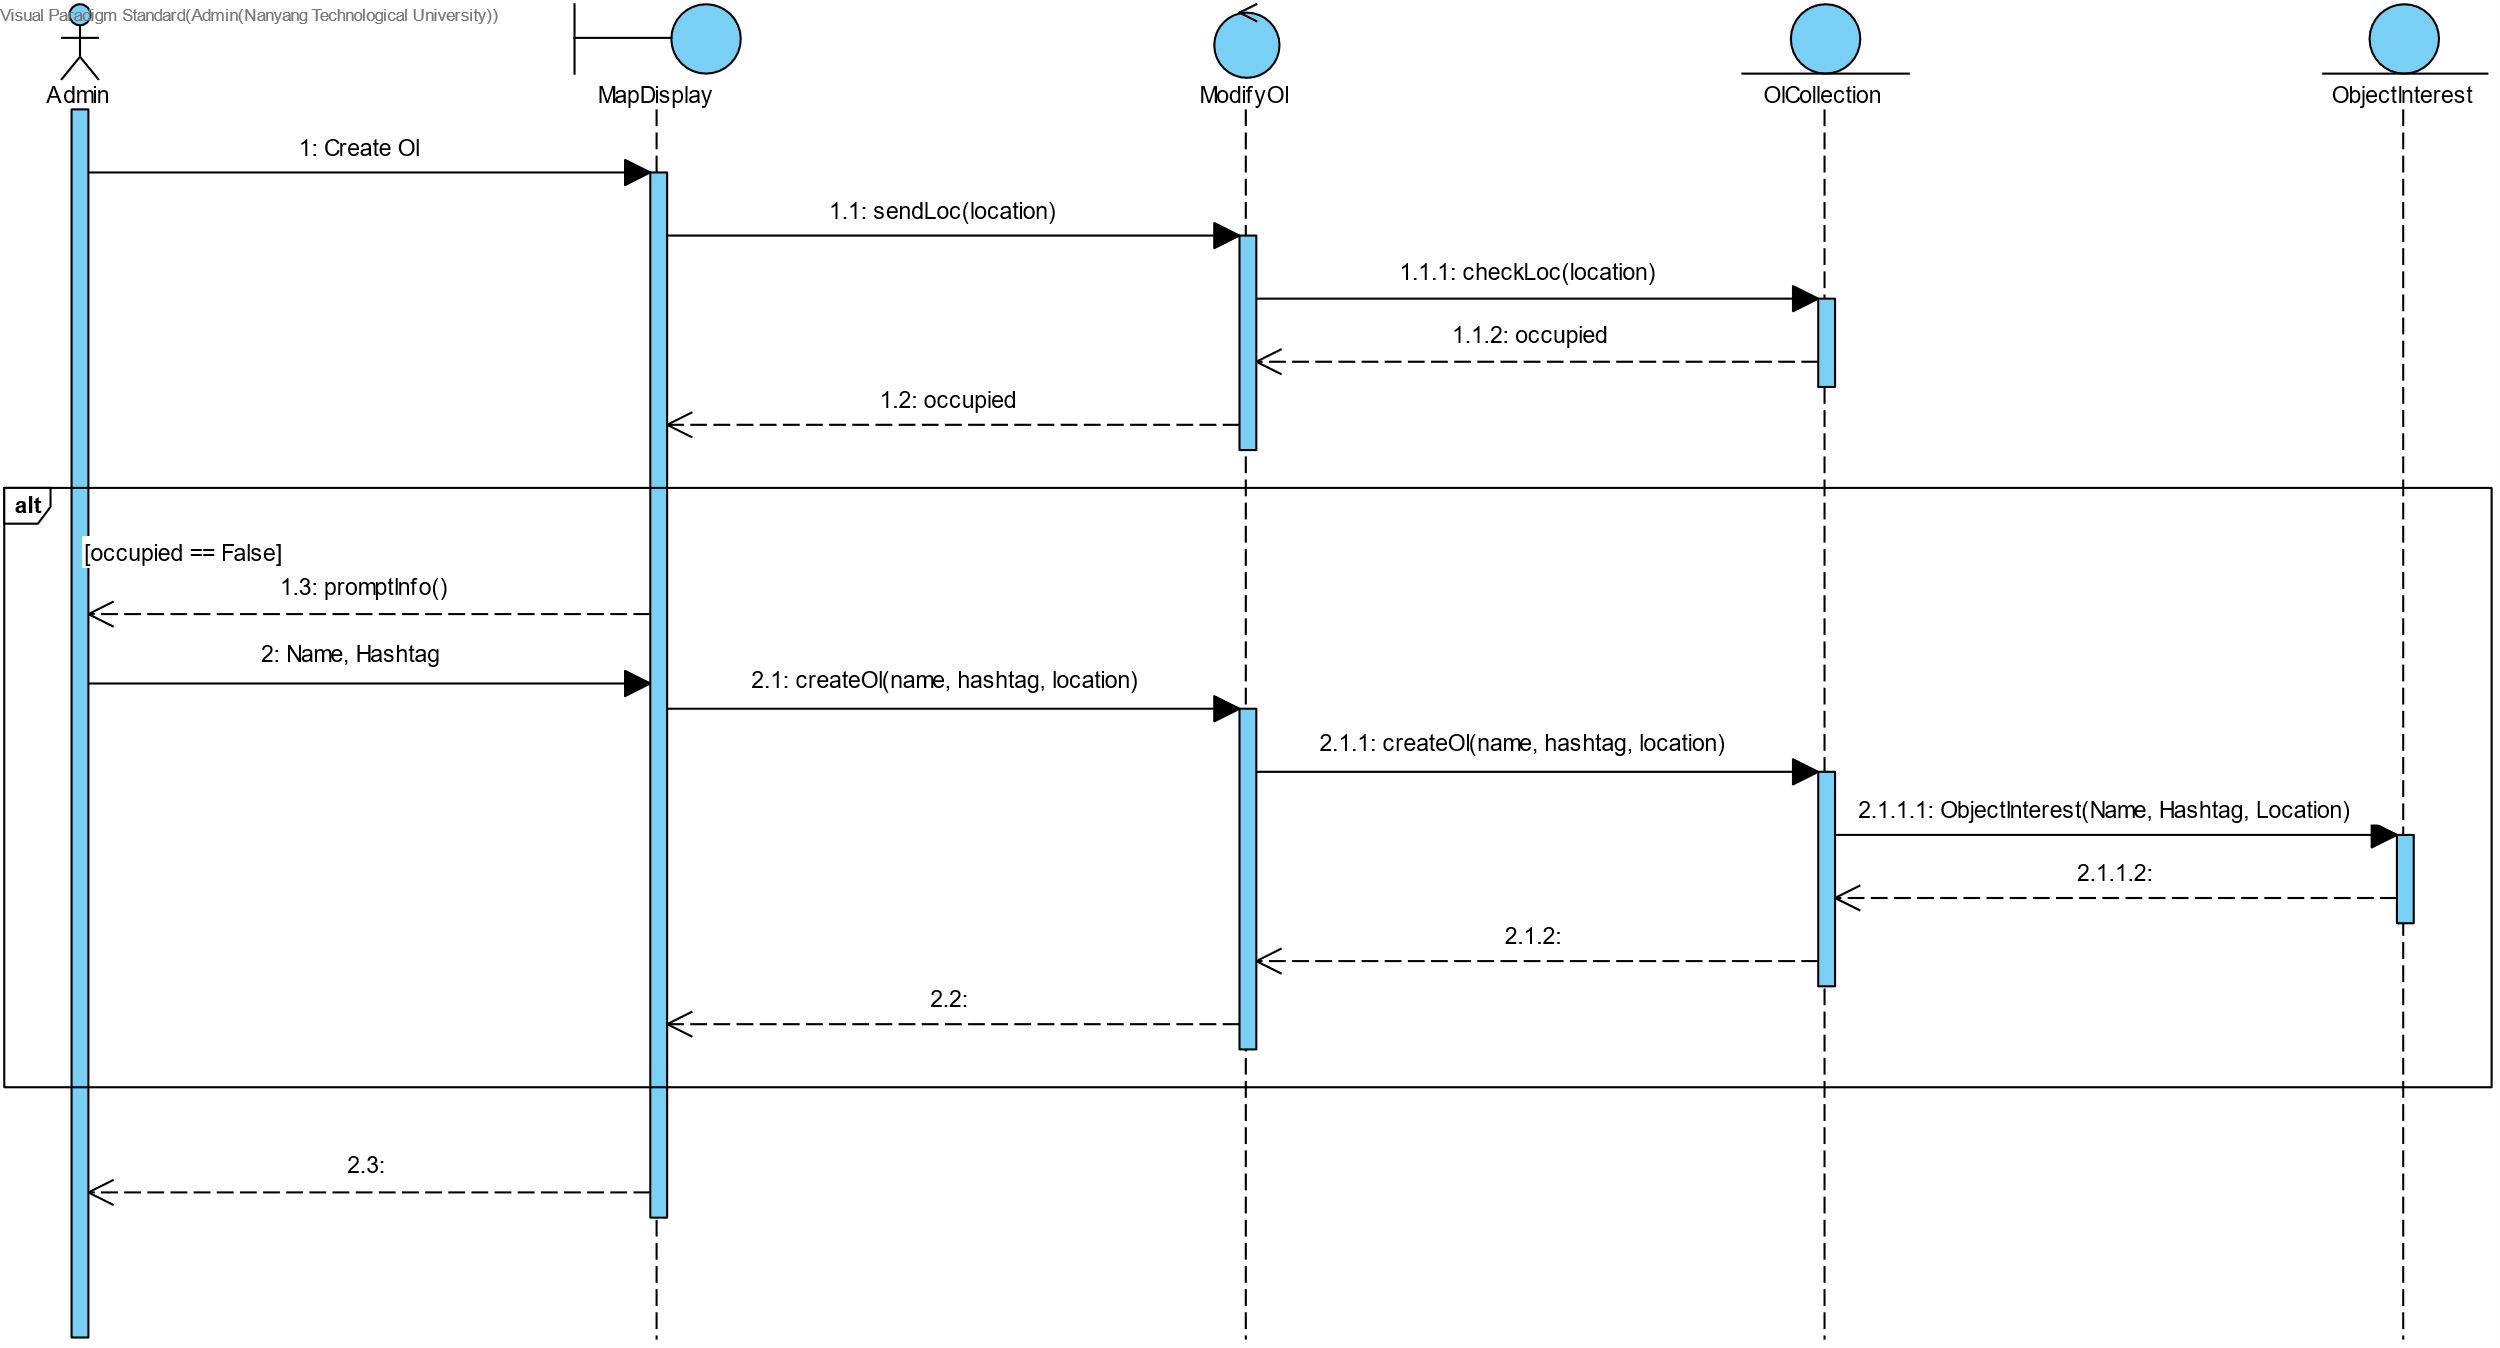 Visual Paradigm Standard(Admin(Nanyang Technological University))
Admin
MapDisplay
ModifyOI
OICollection
ObjectInterest
1: Create OI
1.1: sendLoc(location)
1.1.1: checkLoc(location)
1.1.2: occupied
1.2: occupied
alt
[occupied == False]
1.3: promptInfo()
2: Name, Hashtag
2.1: createOI(name, hashtag, location)
2.1.1: createOI(name, hashtag, location)
2.1.1.1: ObjectInterest(Name, Hashtag, Location)
2.1.1.2:
2.1.2:
2.2:
2.3: